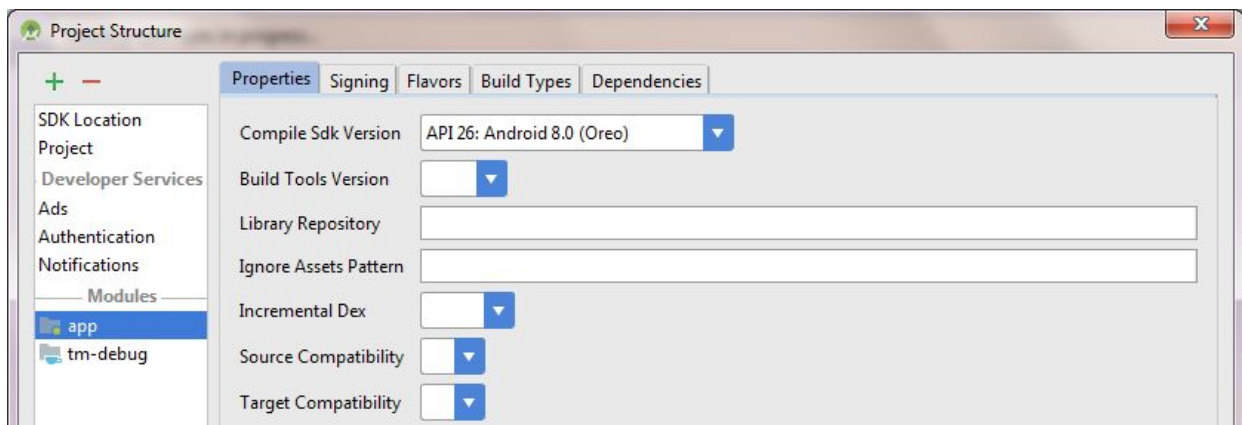 Project Structure
Properties Signing Flavors Build Types Dependencies
SDK Location
Project
Developer Services
Ads
Authentication
Notifications
Modules
app
tm-debug
Compile Sdk Version API 26: Android 8.0 (Oreo)
Build Tools Version
Library Repository
Ignore Assets Pattern
Incremental Dex
Source Compatibility
Target Compatibility